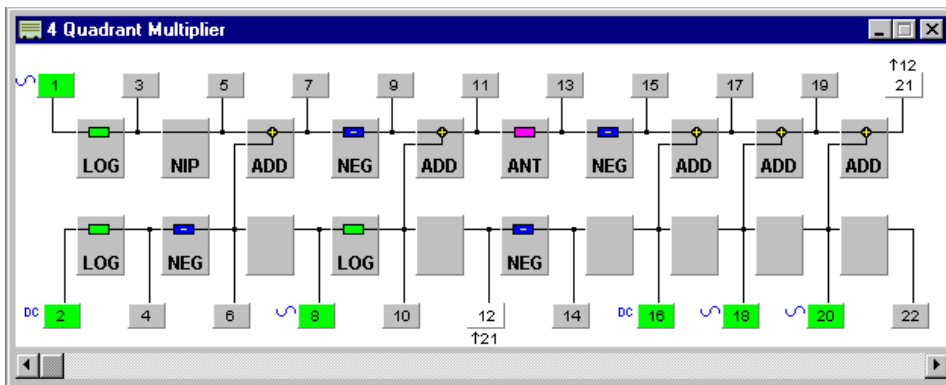 4 Quadrant Multiplier
↑12
1 3 5 7 9 11 13 15 17 19 21
LOG NIP ADD NEG ADD ANT NEG ADD ADD ADD
LOG NEG LOG NEG
DC 2 4 6 8 10 12 14 DC 16 18 20 22
↑21